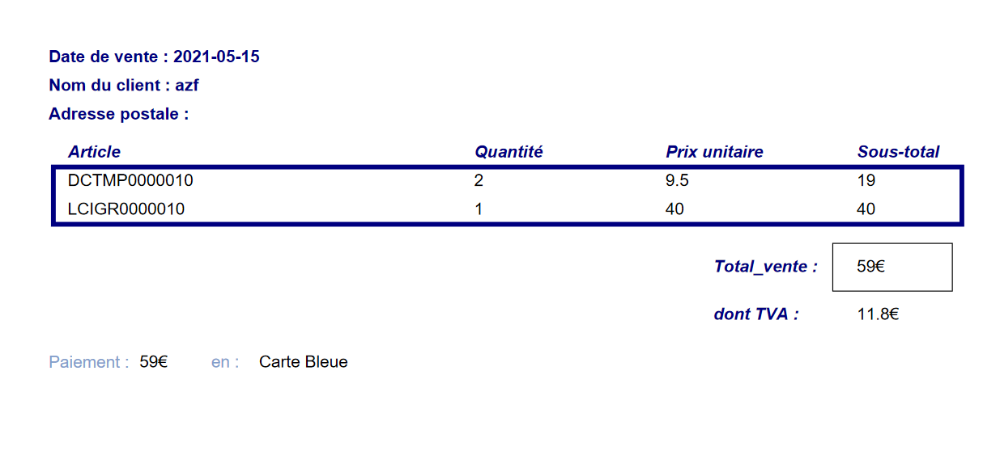 Date de vente : 2021-05-15
Nom du client : azf
Adresse postale :
Article Quantité Prix unitaire Sous-total
DCTMP0000010 2 9.5 19
LCIGR0000010 1 40 40
Total_vente : 59€
dont TVA : 11.8€
Paiement : 59€ en : Carte Bleue